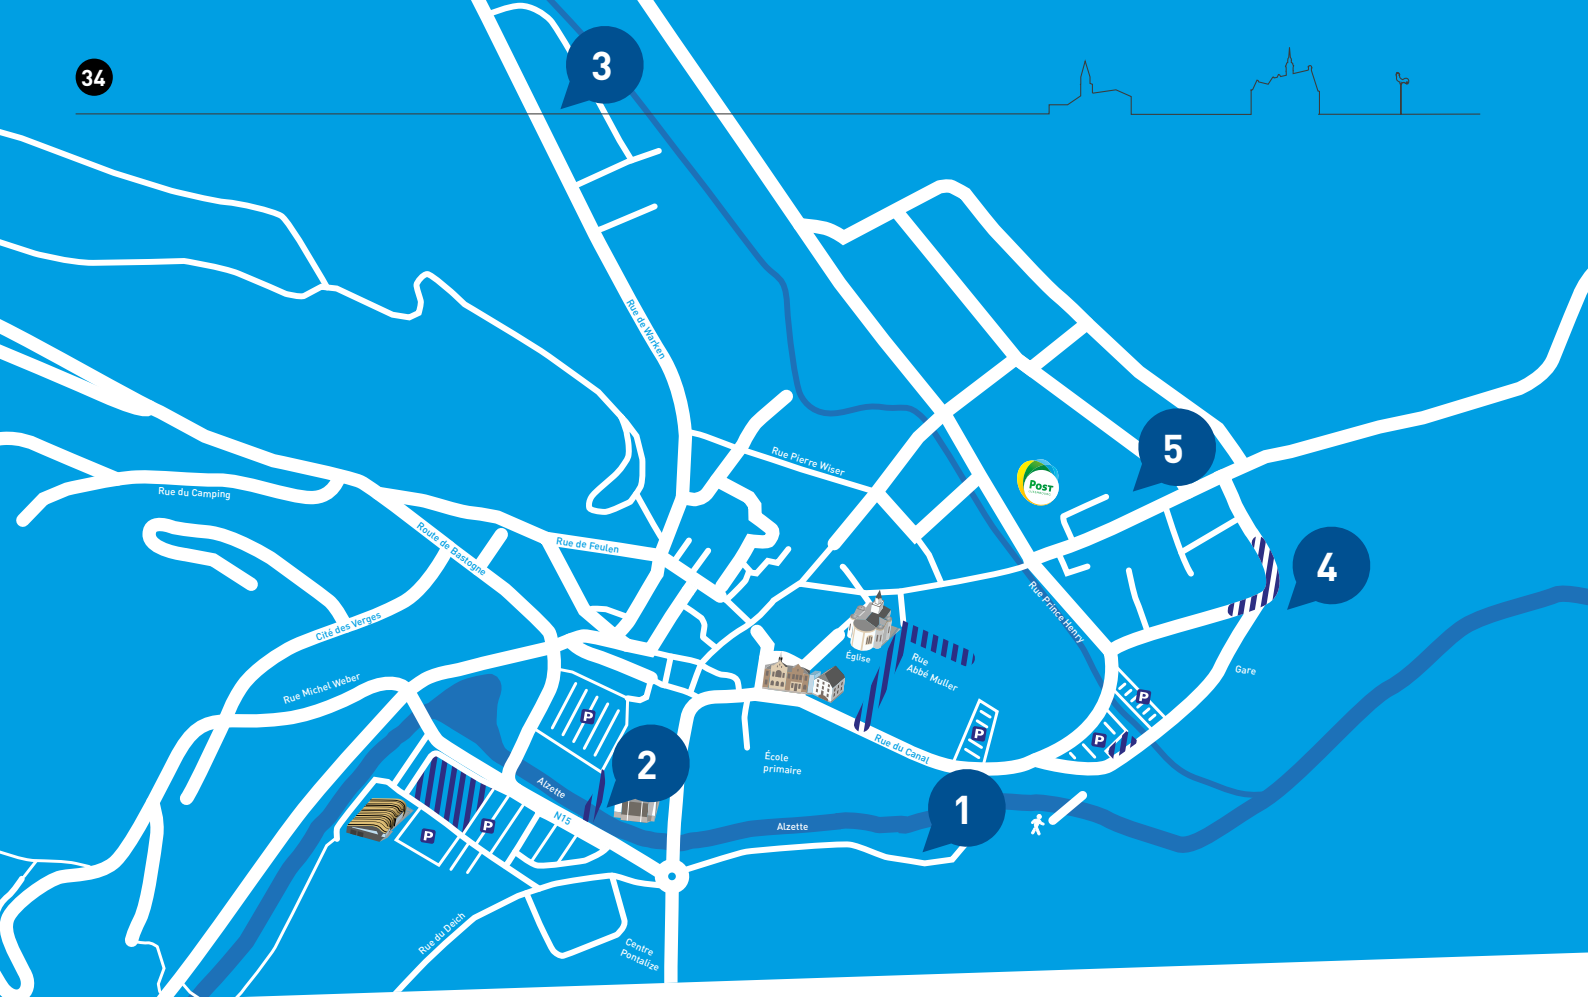 34
3
Rue de Warken
Rue Pierre Wiser
5
POST
Rue du Camping
Route de Bastogne
Rue de Feulen
4
Rue Prince Henry
Cité des Verges
Église
Rue
Abbé Muller
Gare
Rue Michel Weber
P
P
P
P
Rue du Canal
2
École
primaire
Alzette
N15
1
Alzette
P
P
Rue du Deich
Centre
Pontalize